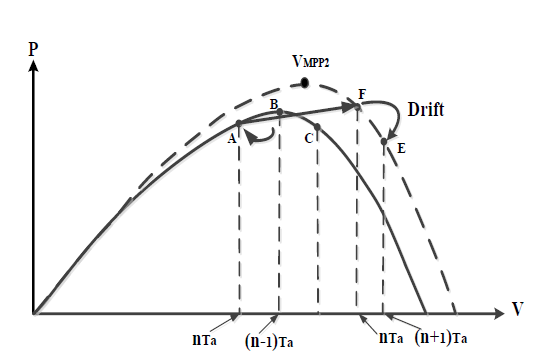 P
VMPP2
B
F
Drift
A
C
E
V
nTa
(n-1)Ta
nTa
(n+1)Ta